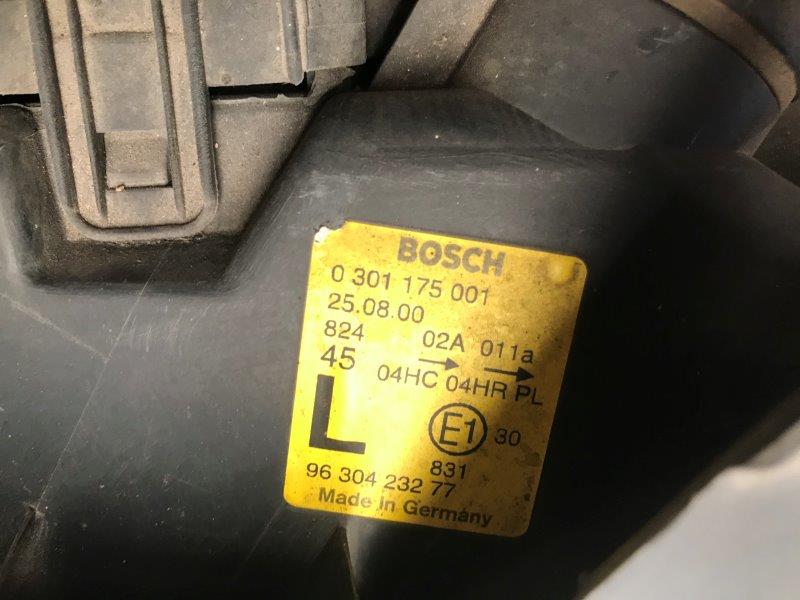 BOSCH
0 301 175 001
25.08.00
824 02A 011a
45 → →
04HC 04HR PL
L
E1 30
831
96 304 232 77
Made in Germany